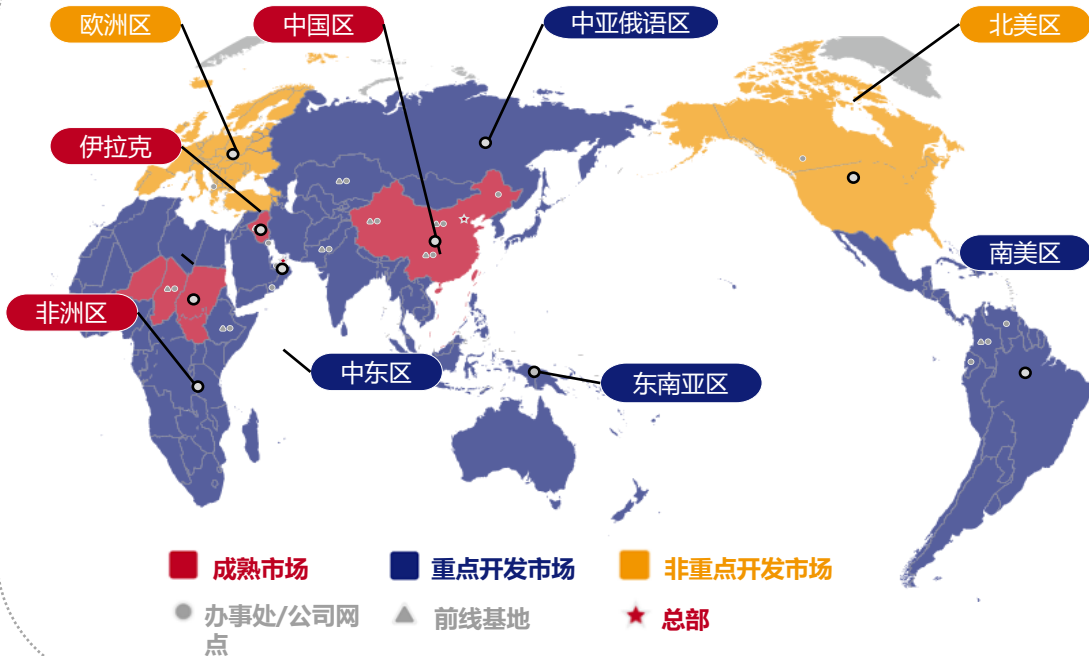 欧洲区
中国区
中亚俄语区
北美区
伊拉克
南美区
非洲区
中东区
东南亚区
成熟市场
重点开发市场
非重点开发市场
办事处/公司网
点
前线基地
总部